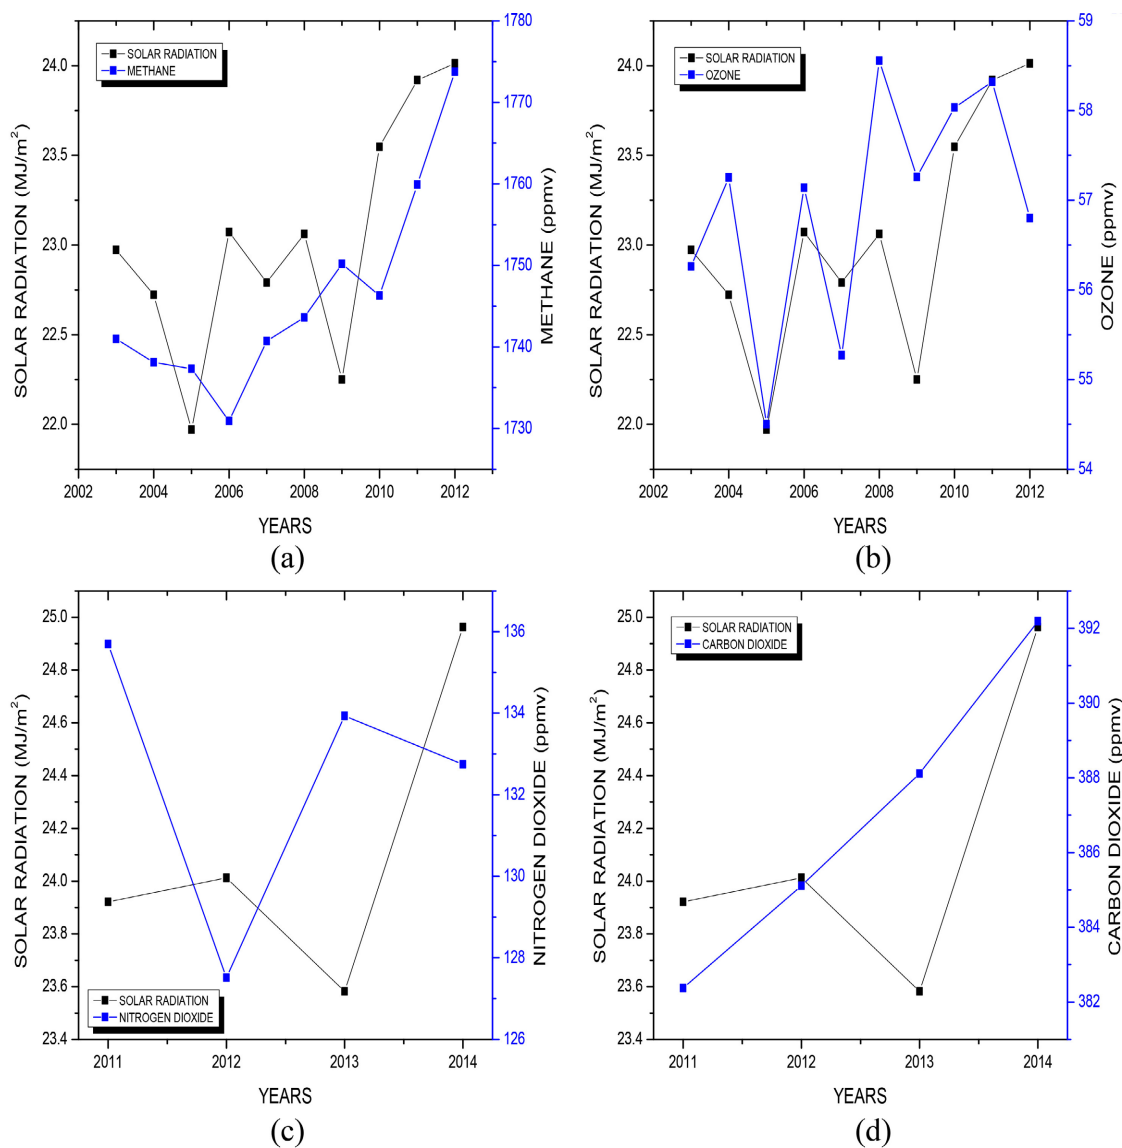 SOLAR RADIATION
METHANE
24.0
23.5
23.0
22.5
22.0
SOLAR RADIATION (MJ/m²)
1780
1770
1760
1750
1740
1730
METHANE (ppmv)
2002 2004 2006 2008 2010 2012
YEARS
(a)
SOLAR RADIATION
OZONE
24.0
23.5
23.0
22.5
22.0
SOLAR RADIATION (MJ/m²)
59
58
57
56
55
54
OZONE (ppmv)
2002 2004 2006 2008 2010 2012
YEARS
(b)
25.0
24.8
24.6
24.4
24.2
24.0
23.8
23.6
23.4
SOLAR RADIATION (MJ/m²)
136
134
132
130
128
126
NITROGEN DIOXIDE (ppmv)
SOLAR RADIATION
NITROGEN DIOXIDE
2011 2012 2013 2014
YEARS
(c)
SOLAR RADIATION
CARBON DIOXIDE
25.0
24.8
24.6
24.4
24.2
24.0
23.8
23.6
23.4
SOLAR RADIATION (MJ/m²)
392
390
388
386
384
382
CARBON DIOXIDE (ppmv)
2011 2012 2013 2014
YEARS
(d)